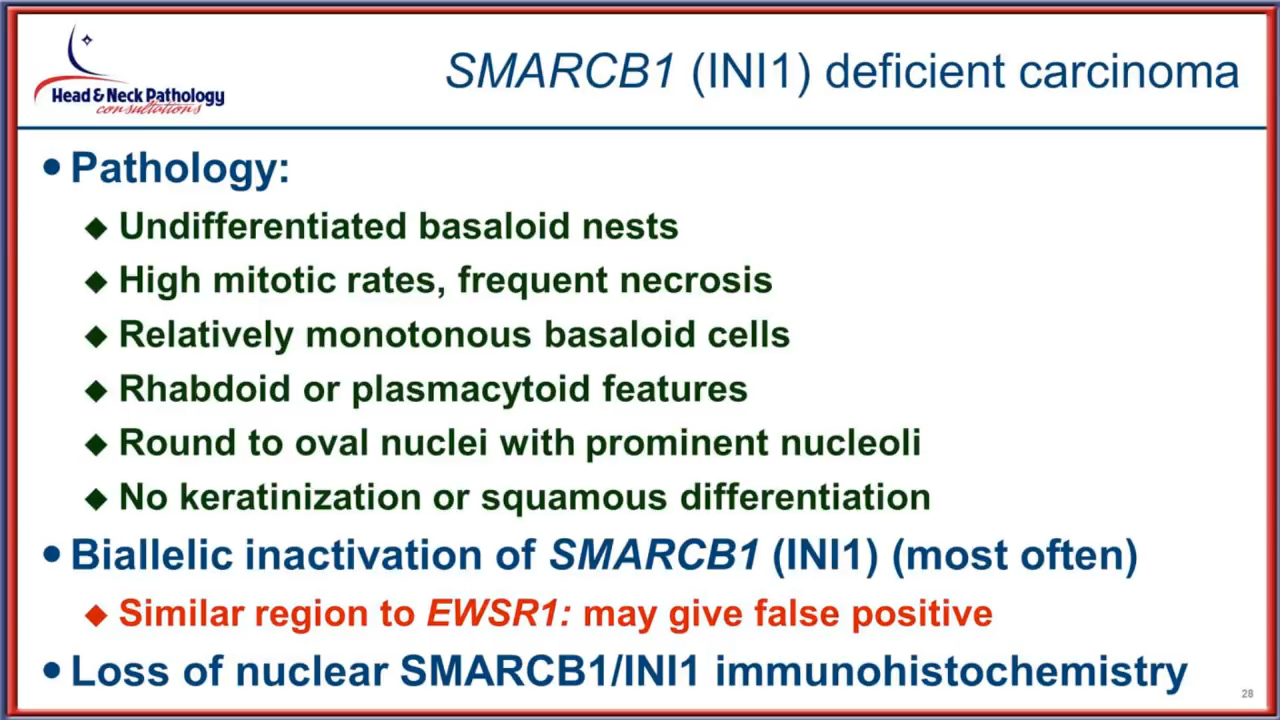 Head & Neck Pathology
consultations
SMARCB1 (INI1) deficient carcinoma
• Pathology:
◆ Undifferentiated basaloid nests
◆ High mitotic rates, frequent necrosis
◆ Relatively monotonous basaloid cells
◆ Rhabdoid or plasmacytoid features
◆ Round to oval nuclei with prominent nucleoli
◆ No keratinization or squamous differentiation
• Biallelic inactivation of SMARCB1 (INI1) (most often)
◆ Similar region to EWSR1: may give false positive
• Loss of nuclear SMARCB1/INI1 immunohistochemistry
28